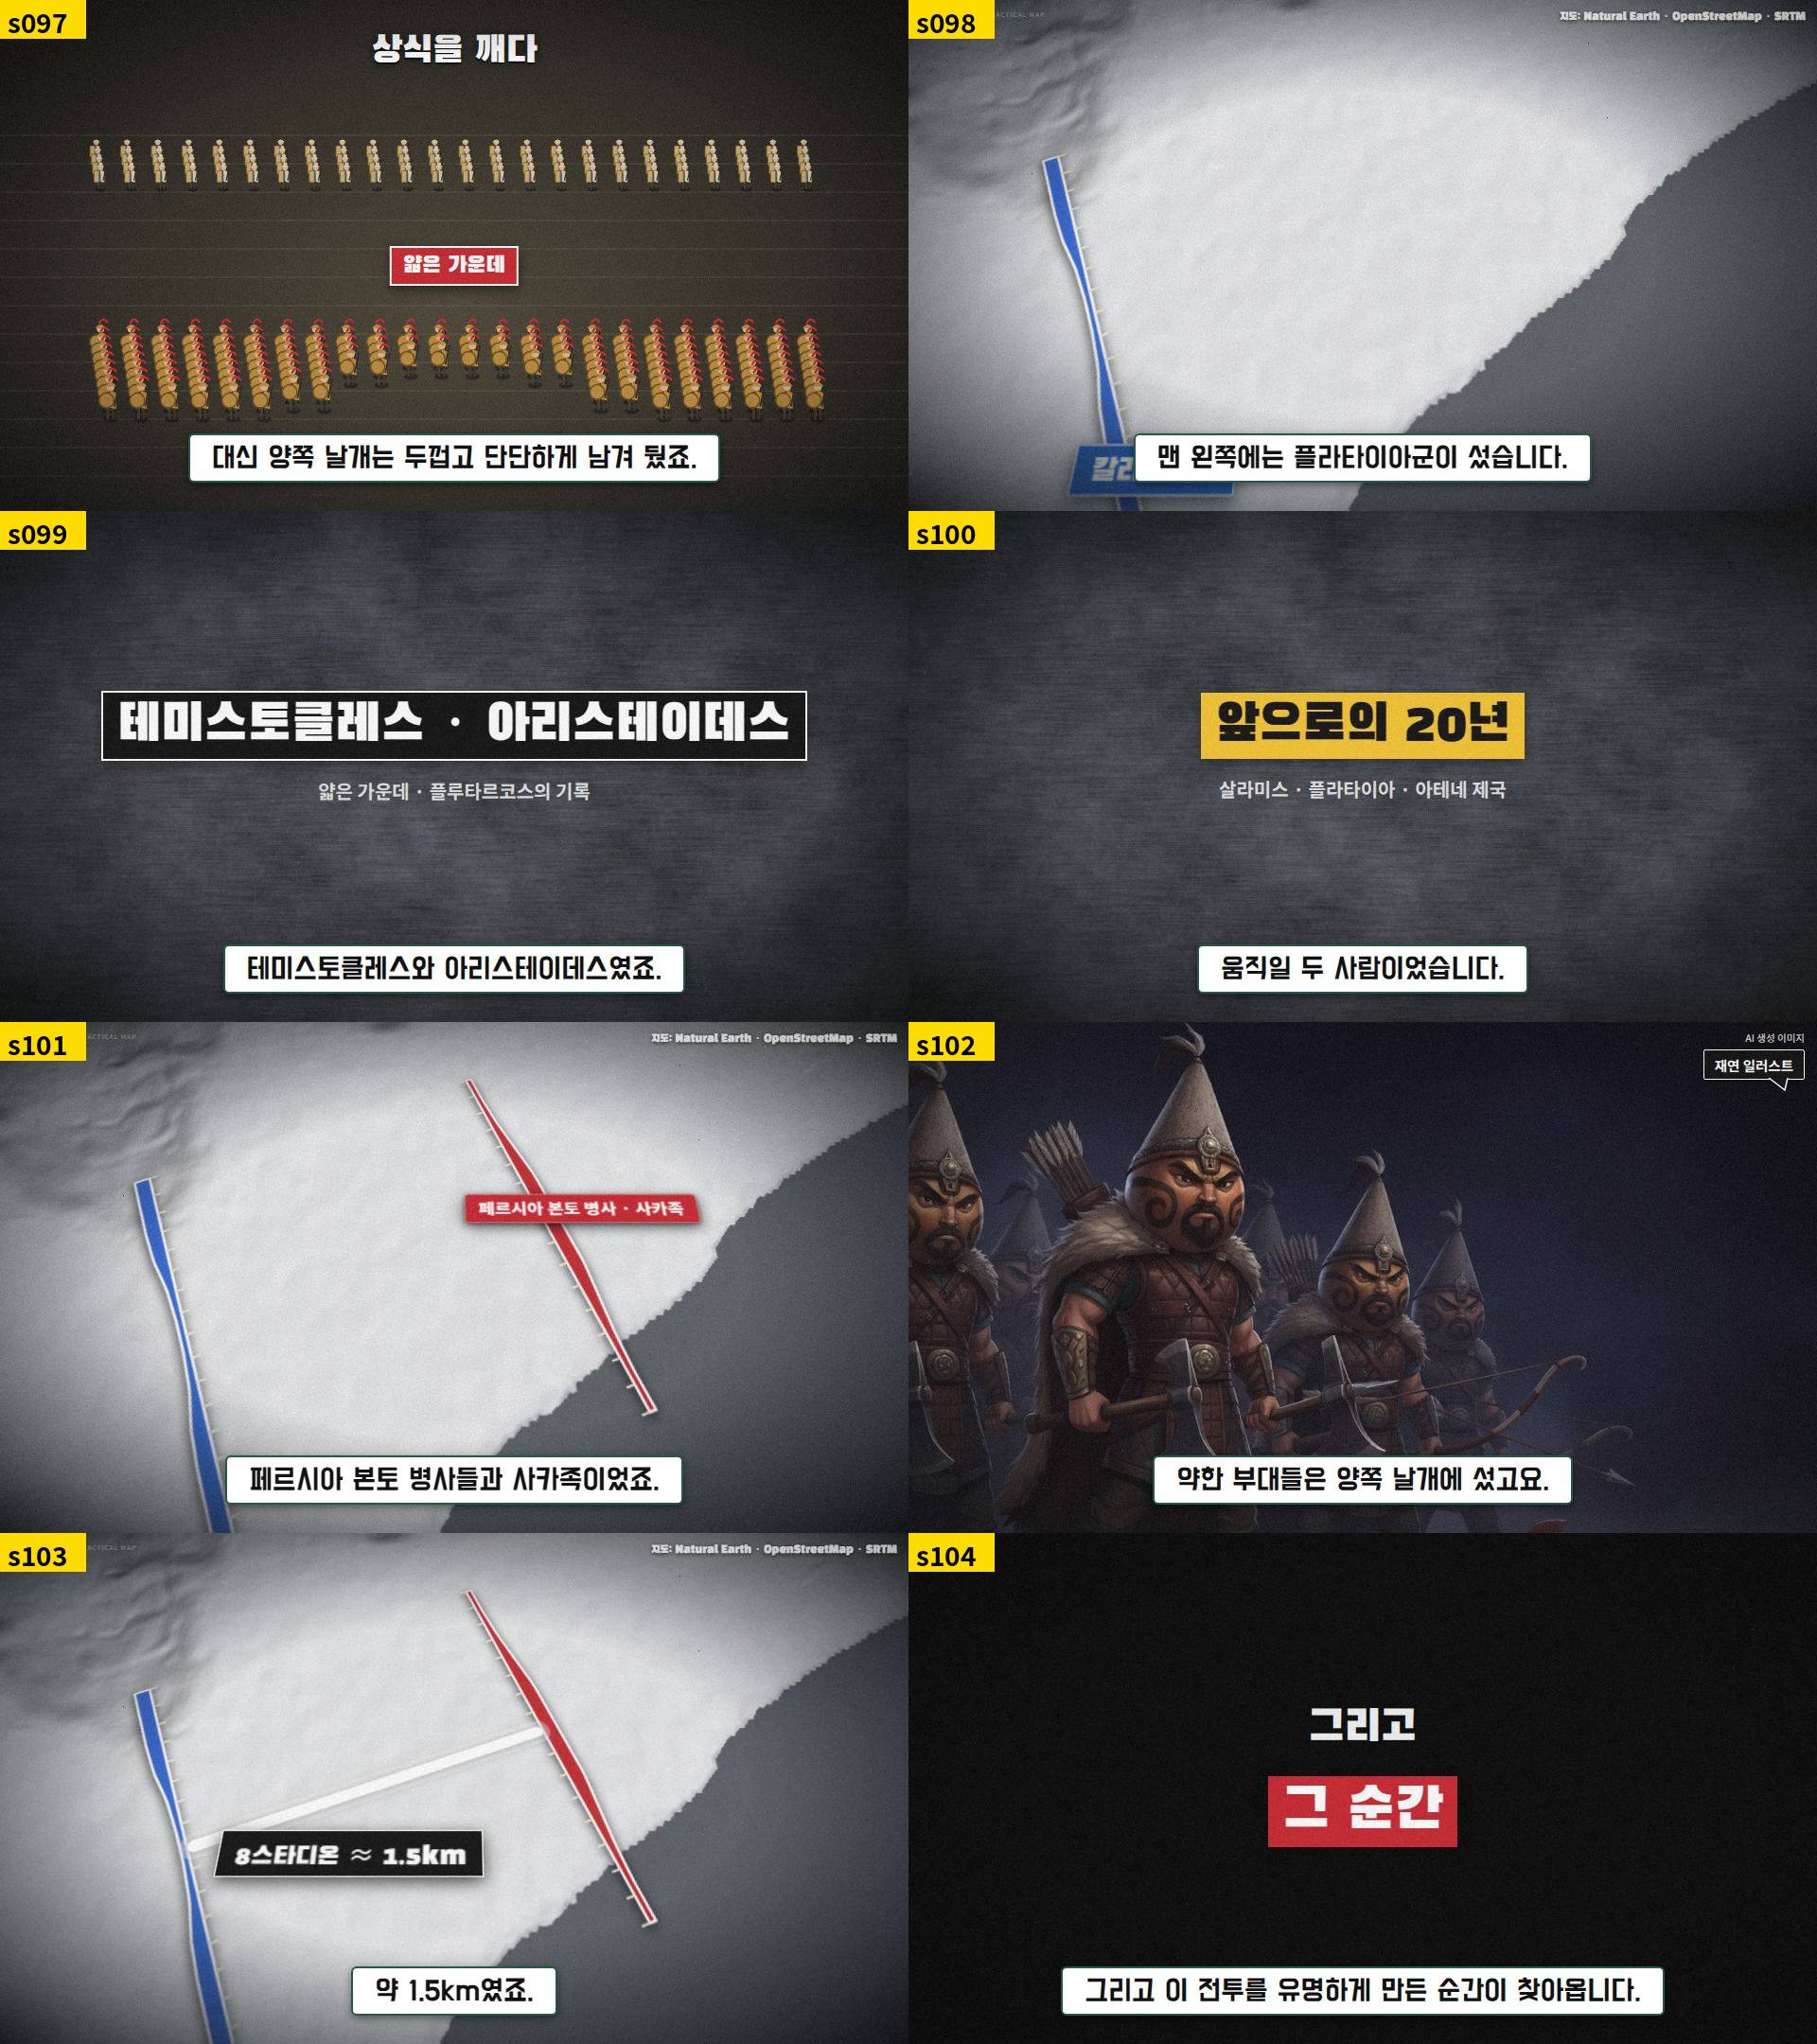 s097
상식을 깨다
얇은 가운데
대신 양쪽 날개는 두껍고 단단하게 남겨 뒀죠.
s098
ACTICAL MAP
지도: Natural Earth · OpenStreetMap · SRTM
칼리
맨 왼쪽에는 플라타이아군이 섰습니다.
s099
테미스토클레스 · 아리스테이데스
얇은 가운데 · 플루타르코스의 기록
테미스토클레스와 아리스테이데스였죠.
s100
앞으로의 20년
살라미스 · 플라타이아 · 아테네 제국
움직일 두 사람이었습니다.
s101
ACTICAL MAP
지도: Natural Earth · OpenStreetMap · SRTM
페르시아 본토 병사 · 사카족
페르시아 본토 병사들과 사카족이었죠.
s102
AI 생성 이미지
재연 일러스트
약한 부대들은 양쪽 날개에 섰고요.
s103
ACTICAL MAP
지도: Natural Earth · OpenStreetMap · SRTM
8스타디온 ≈ 1.5km
약 1.5km였죠.
s104
그리고
그 순간
그리고 이 전투를 유명하게 만든 순간이 찾아옵니다.